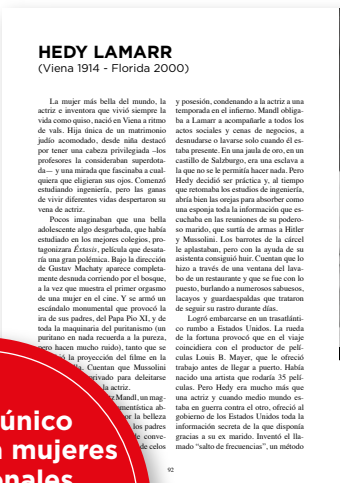 HEDY LAMARR
(Viena 1914 - Florida 2000)
La mujer más bella del mundo, la
actriz e inventora que vivió siempre la
vida como quiso, nació en Viena a ritmo
de vals. Hija única de un matrimonio
judío acomodado, desde niña destacó
por tener una cabeza privilegiada –los
profesores la consideraban superdota-
da— y una mirada que fascinaba a cual-
quiera que eligieran sus ojos. Comenzó
estudiando ingeniería, pero las ganas
de vivir diferentes vidas despertaron su
vena de actriz.
Pocos imaginaban que una bella
adolescente algo desgarbada, que había
estudiado en los mejores colegios, pro-
tagonizara Éxtasis, película que desata-
ría una gran polémica. Bajo la dirección
de Gustav Machaty aparece completa-
mente desnuda corriendo por el bosque,
a la vez que muestra el primer orgasmo
de una mujer en el cine. Y se armó un
escándalo monumental que provocó la
ira de sus padres, del Papa Pío XI, y de
toda la maquinaria del puritanismo (un
puritano en nada recuerda a la pureza,
pero hacen mucho ruido), tanto que se
la proyección del filme en la
Cuentan que Mussolini
privado para deleitarse
la actriz.
Mandl, un mag-
armamentística ab-
por la belleza
los padres
de conve-
de celos
y posesión, condenando a la actriz a una
temporada en el infierno. Mandl obliga-
ba a Lamarr a acompañarle a todos los
actos sociales y cenas de negocios, a
desnudarse o lavarse solo cuando él es-
taba presente. En una jaula de oro, en un
castillo de Salzburgo, era una esclava a
la que no se le permitía hacer nada. Pero
Hedy decidió ser práctica y, al tiempo
que retomaba los estudios de ingeniería,
abría bien las orejas para absorber como
una esponja toda la información que es-
cuchaba en las reuniones de su podero-
so marido, que surtía de armas a Hitler
y Mussolini. Los barrotes de la cárcel
le aplastaban, pero con la ayuda de su
asistenta consiguió huir. Cuentan que lo
hizo a través de una ventana del lava-
bo de un restaurante y que se fue con lo
puesto, burlando a numerosos sabuesos,
lacayos y guardaespaldas que trataron
de seguir su rastro durante días.
Logró embarcarse en un trasatlánti-
co rumbo a Estados Unidos. La rueda
de la fortuna provocó que en el viaje
coincidiera con el productor de pelí-
culas Louis B. Mayer, que le ofreció
trabajo antes de llegar a puerto. Había
nacido una artista que rodaría 35 pelí-
culas. Pero Hedy era mucho más que
una actriz y cuando medio mundo es-
taba en guerra contra el otro, ofreció al
gobierno de los Estados Unidos toda la
información secreta de la que disponía
gracias a su ex marido. Inventó el lla-
mado “salto de frecuencias”, un método
92
único
mujeres